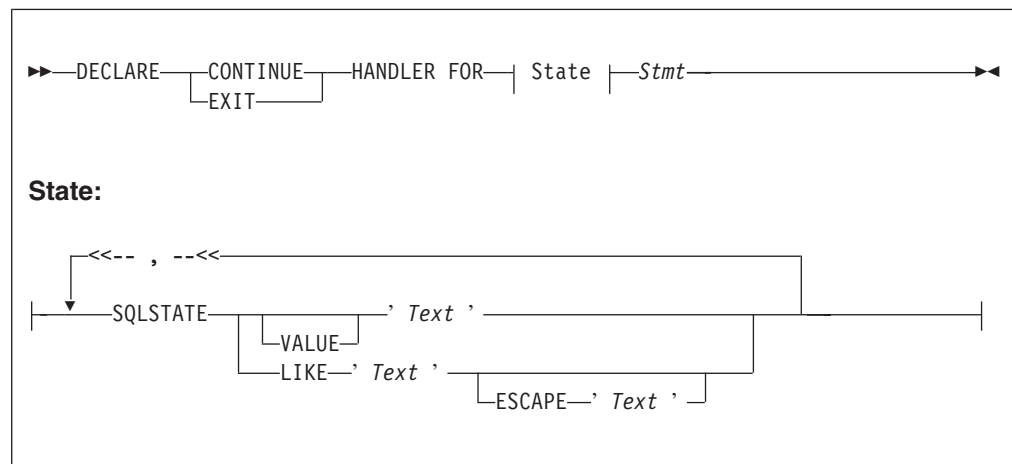 DECLARE CONTINUE HANDLER FOR State Stmt
EXIT
State:
<<-- , --<<
SQLSTATE ' Text '
VALUE
LIKE ' Text '
ESCAPE ' Text '